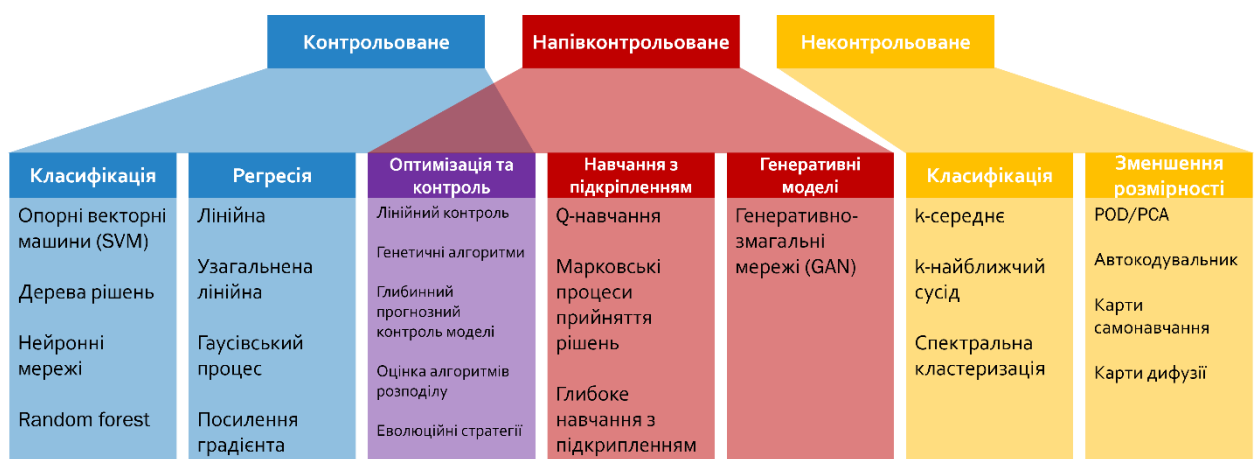 Контрольоване
Напівконтрольоване
Неконтрольоване
Класифікація
Опорні векторні
машини (SVM)
Дерева рішень
Нейронні
мережі
Random forest
Регресія
Лінійна
Узагальнена
лінійна
Гаусівський
процес
Посилення
градієнта
Оптимізація та
контроль
Лінійний контроль
Генетичні алгоритми
Глибинний
прогнозний
контроль моделі
Оцінка алгоритмів
розподілу
Еволюційні стратегії
Навчання з
підкріпленням
Q-навчання
Марковські
процеси
прийняття
рішень
Глибоке
навчання з
підкрипленням
Генеративні
моделі
Генеративно-
змагальні
мережі (GAN)
Класифікація
k-середнє
k-найближчий
сусід
Спектральна
кластеризація
Зменшення
розмірності
POD/PCA
Автокодувальник
Карти
самонавчання
Карти дифузії